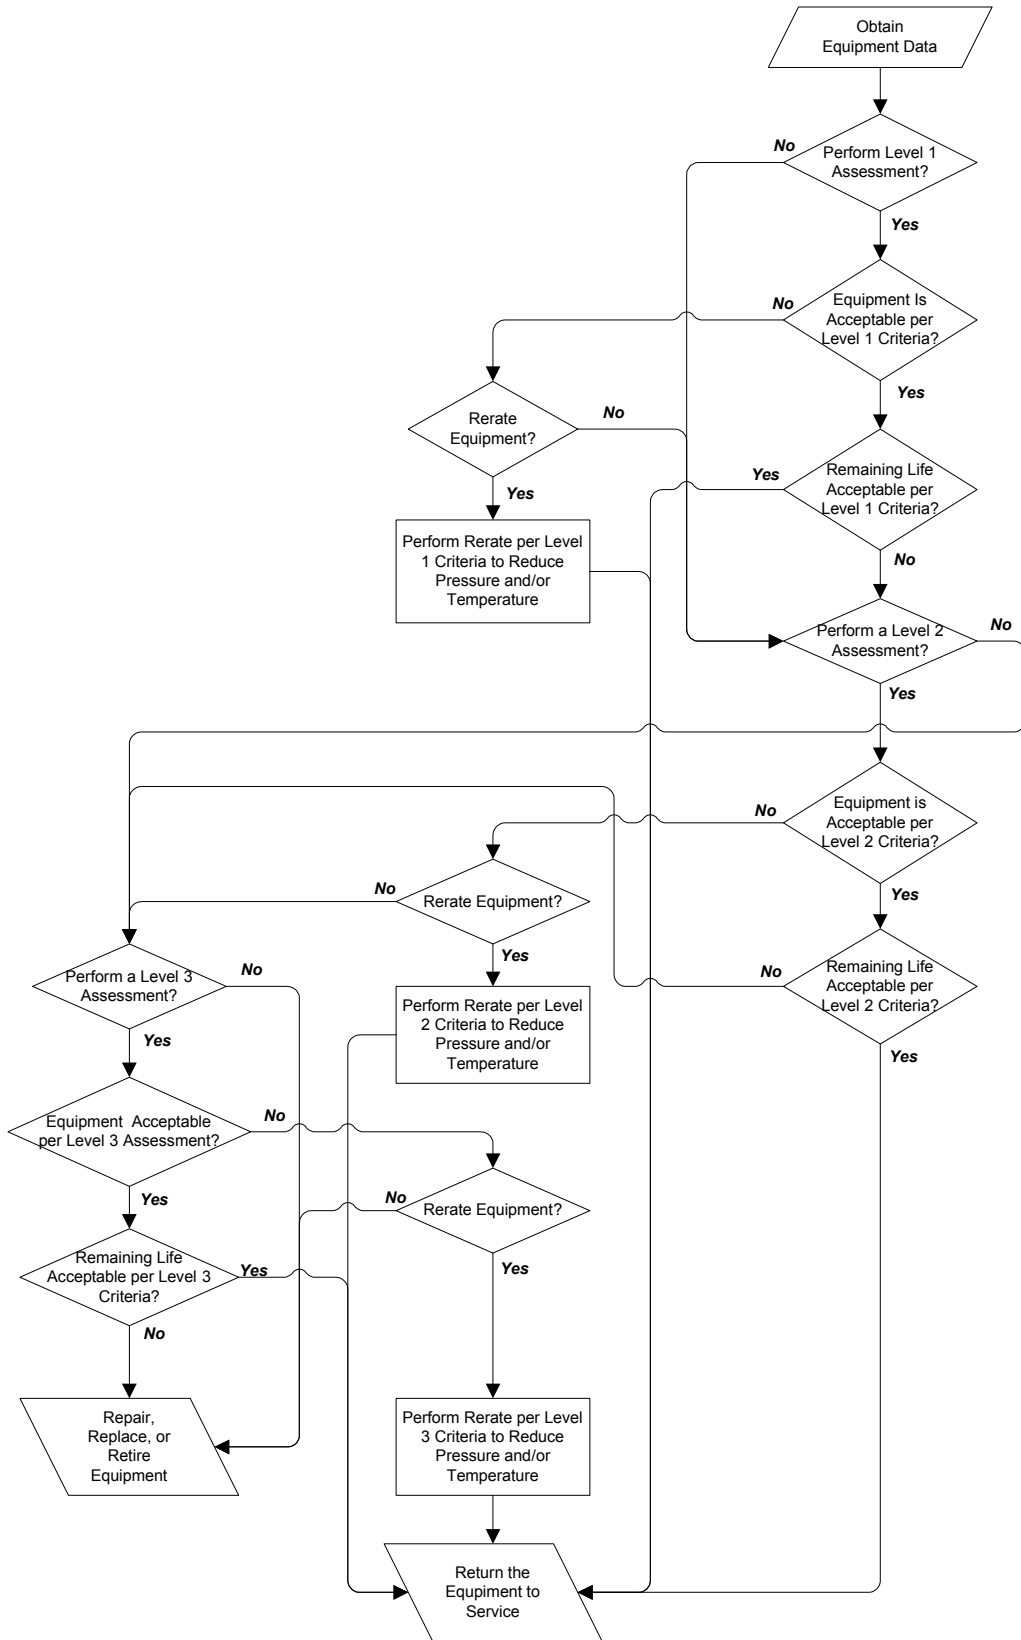 Obtain
Equipment Data
No
Perform Level 1
Assessment?
Yes
No
Equipment Is
Acceptable per
Level 1 Criteria?
Yes
Rerate
Equipment?
No
Yes
Yes
Remaining Life
Acceptable per
Level 1 Criteria?
No
Perform Rerate per Level
1 Criteria to Reduce
Pressure and/or
Temperature
Perform a Level 2
Assessment?
No
Yes
No
Equipment is
Acceptable per
Level 2 Criteria?
Yes
No
Rerate Equipment?
Yes
No
Remaining Life
Acceptable per
Level 2 Criteria?
Yes
Perform a Level 3
Assessment?
No
Yes
Perform Rerate per Level
2 Criteria to Reduce
Pressure and/or
Temperature
Equipment Acceptable
per Level 3 Assessment?
No
Yes
No
Rerate Equipment?
Yes
Remaining Life
Acceptable per Level 3
Criteria?
Yes
No
Repair,
Replace, or
Retire
Equipment
Perform Rerate per Level
3 Criteria to Reduce
Pressure and/or
Temperature
Return the
Equpiment to
Service